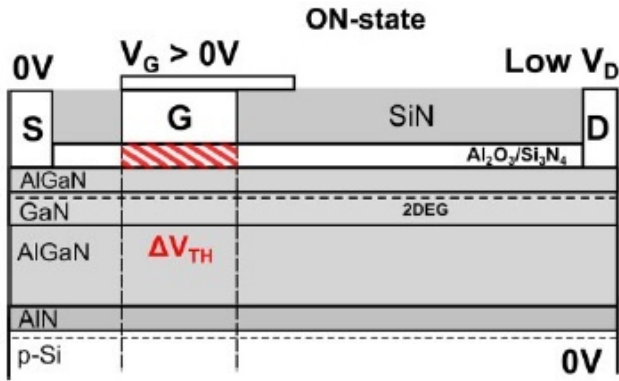 ON-state
0V
V_G > 0V
Low V_D
S
G
SiN
D
Al₂O₃/Si₃N₄
AlGaN
GaN
2DEG
AlGaN
ΔV_TH
AlN
p-Si
0V